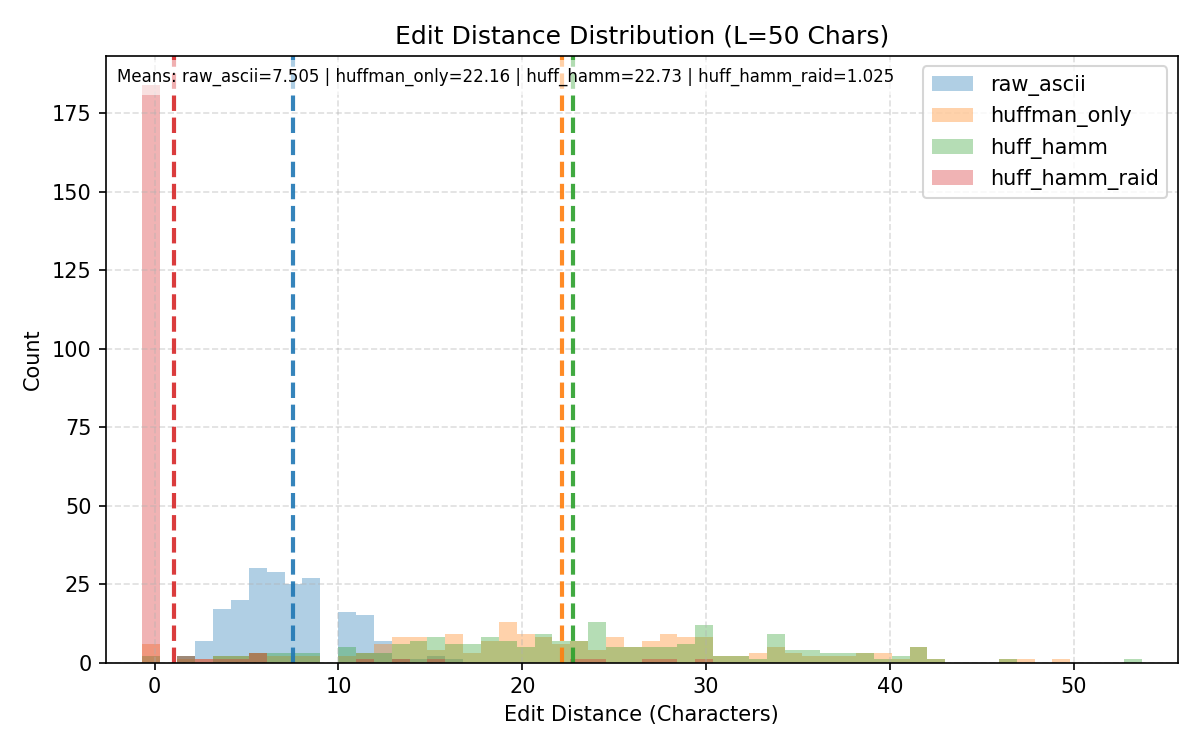 Edit Distance Distribution (L=50 Chars)
Means: raw_ascii=7.505 | huffman_only=22.16 | huff_hamm=22.73 | huff_hamm_raid=1.025
raw_ascii
huffman_only
huff_hamm
huff_hamm_raid
Count
175
150
125
100
75
50
25
0
0 10 20 30 40 50
Edit Distance (Characters)